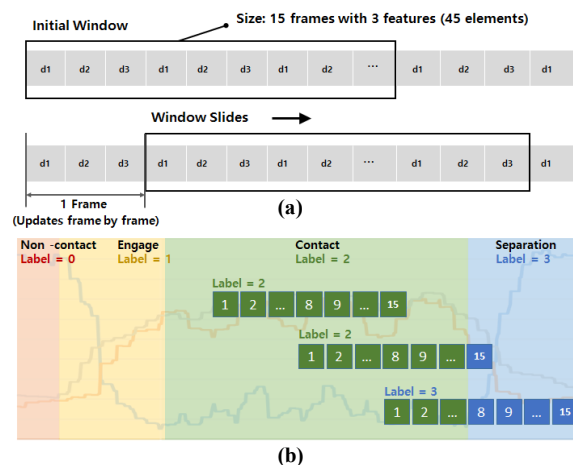 Size: 15 frames with 3 features (45 elements)
Initial Window
d1 d2 d3 d1 d2 d3 d1 d2 ... d1 d2 d3 d1
Window Slides
d1 d2 d3 d1 d2 d3 d1 d2 ... d1 d2 d3 d1
1 Frame
(Updates frame by frame)
(a)
Non -contact Engage Contact Separation
Label = 0 Label = 1 Label = 2 Label = 3
Label = 2
1 2 ... 8 9 ... 15
Label = 2
1 2 ... 8 9 ... 15
Label = 3
1 2 ... 8 9 ... 15
(b)